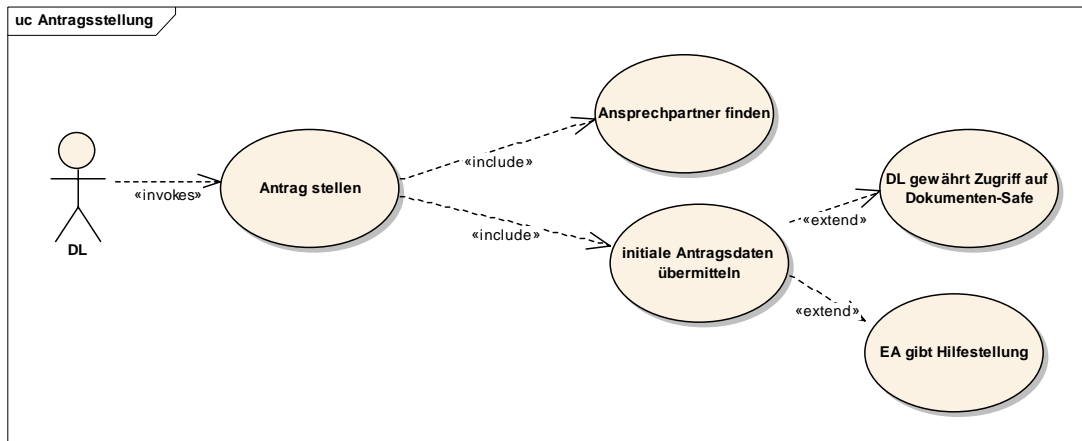 uc Antragsstellung
Ansprechpartner finden
«include»
Antrag stellen
«invokes»
DL
«include»
initiale Antragsdaten
übermitteln
DL gewährt Zugriff auf
Dokumenten-Safe
«extend»
«extend»
EA gibt Hilfestellung